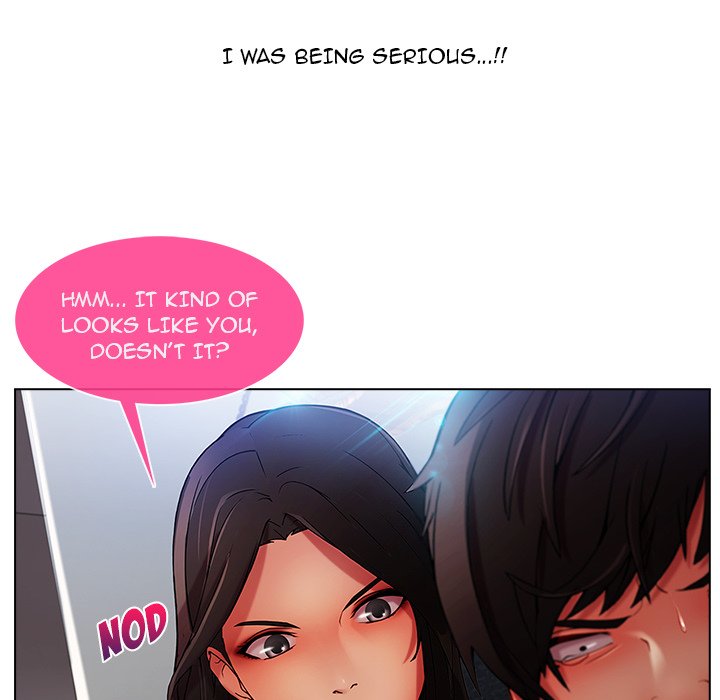 I WAS BEING SERIOUS...!!
HMM... IT KIND OF
LOOKS LIKE YOU,
DOESN'T IT?
NOD